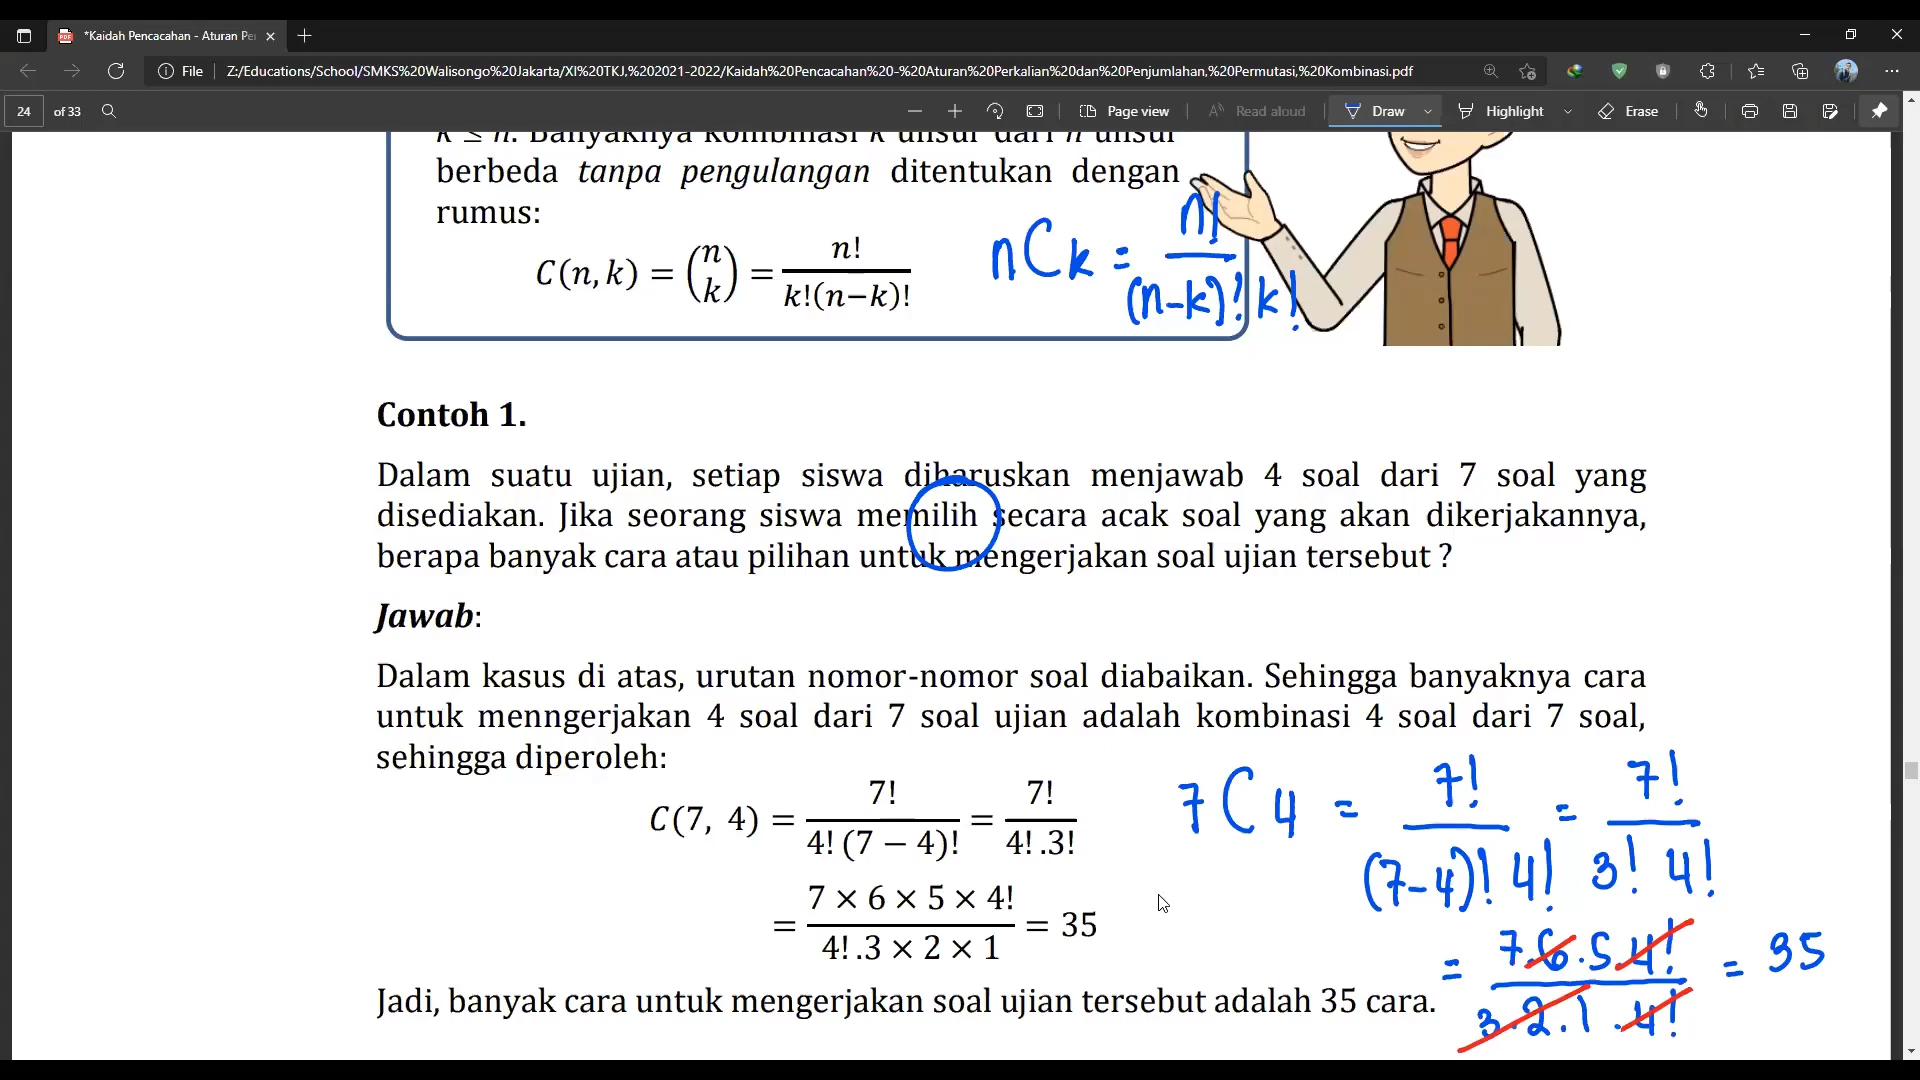 *Kaidah Pencacahan - Aturan Pe
File
Z:/Educations/School/SMKS%20Walisongo%20Jakarta/XI%20TKJ,%202021-2022/Kaidah%20Pencacahan%20-%20Aturan%20Perkalian%20dan%20Penjumlahan,%20Permutasi,%20Kombinasi.pdf
24 of 33
Page view
Read aloud
Draw
Highlight
Erase
k ≤ n. Banyaknya kombinasi k unsur dari n unsur
berbeda tanpa pengulangan ditentukan dengan
rumus:
C(n, k) = (n k) = n! / k!(n−k)!
nCk = n! / (n-k)! k!
Contoh 1.
Dalam suatu ujian, setiap siswa diharuskan menjawab 4 soal dari 7 soal yang
disediakan. Jika seorang siswa memilih secara acak soal yang akan dikerjakannya,
berapa banyak cara atau pilihan untuk mengerjakan soal ujian tersebut ?
Jawab:
Dalam kasus di atas, urutan nomor-nomor soal diabaikan. Sehingga banyaknya cara
untuk menngerjakan 4 soal dari 7 soal ujian adalah kombinasi 4 soal dari 7 soal,
sehingga diperoleh:
C(7, 4) = 7! / 4! (7 − 4)! = 7! / 4! .3!
= 7 × 6 × 5 × 4! / 4! .3 × 2 × 1 = 35
7C4 = 7! / (7-4)! 4! = 7! / 3! 4!
= 7.6.5.4! / 3.2.1.4! = 35
Jadi, banyak cara untuk mengerjakan soal ujian tersebut adalah 35 cara.